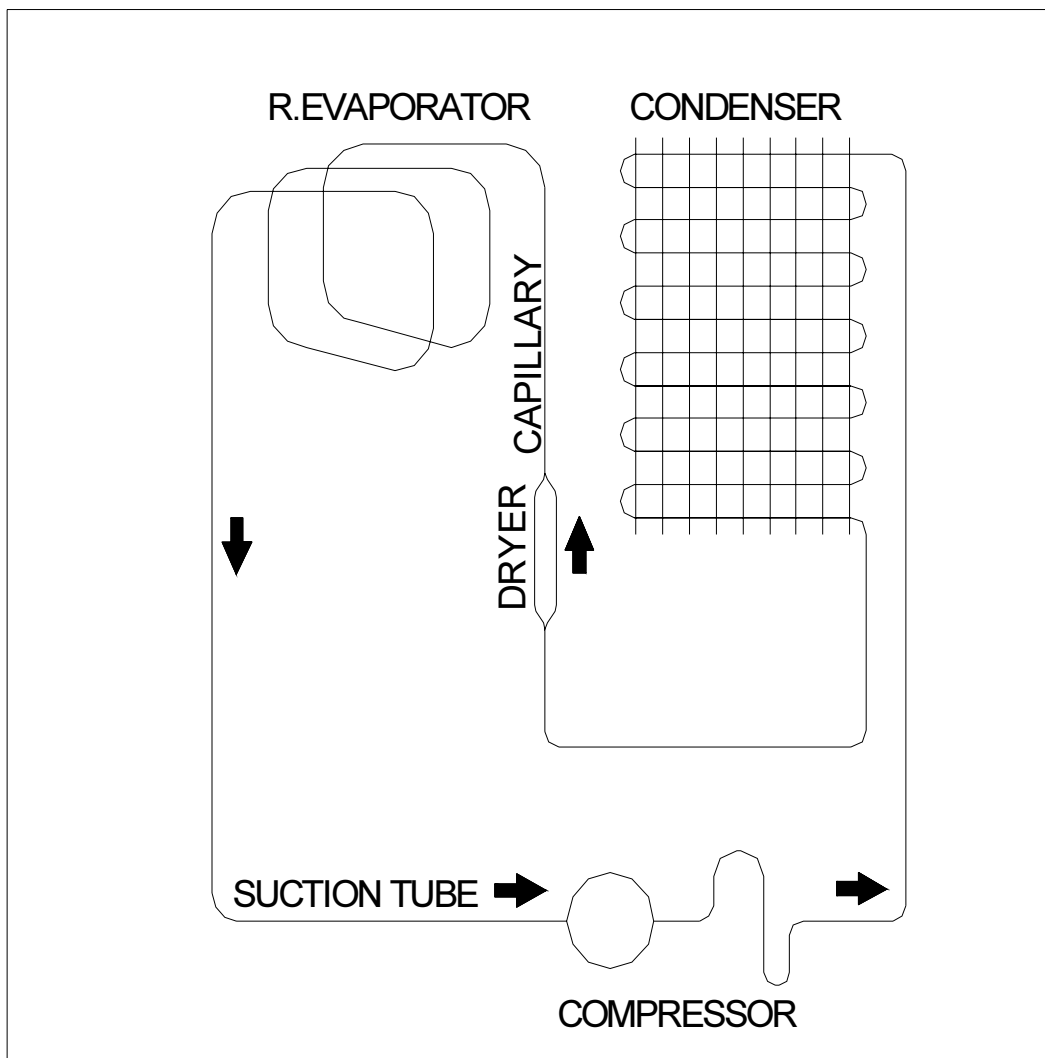 R.EVAPORATOR
CONDENSER
CAPILLARY
DRYER
SUCTION TUBE
COMPRESSOR